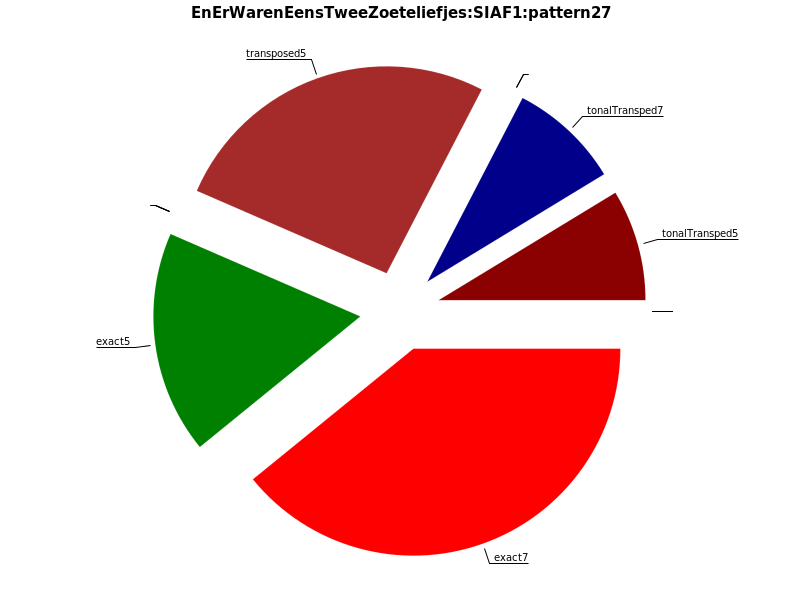 EnErWarenEensTweeZoeteliefjes:SIAF1:pattern27
transposed5
tonalTransped7
tonalTransped5
exact5
exact7